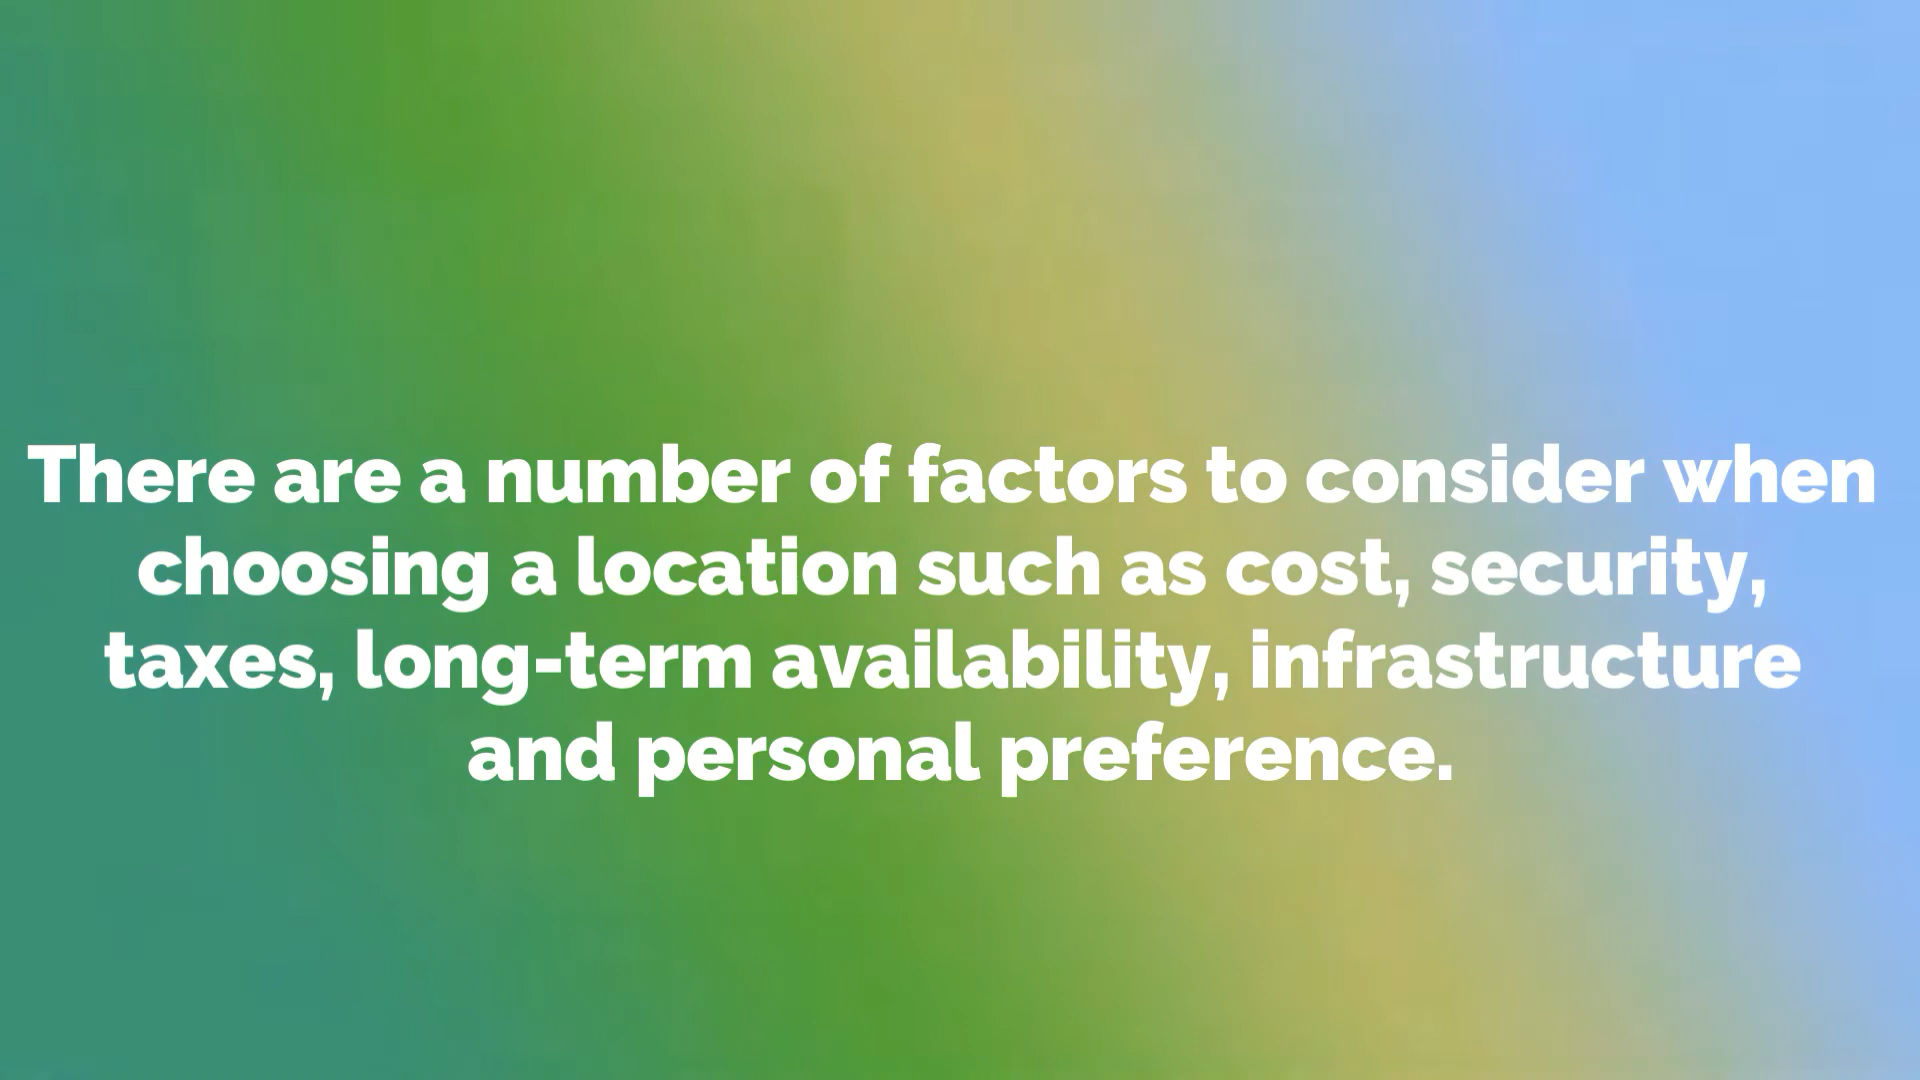 There are a number of factors to consider when
choosing a location such as cost, security,
taxes, long-term availability, infrastructure
and personal preference.